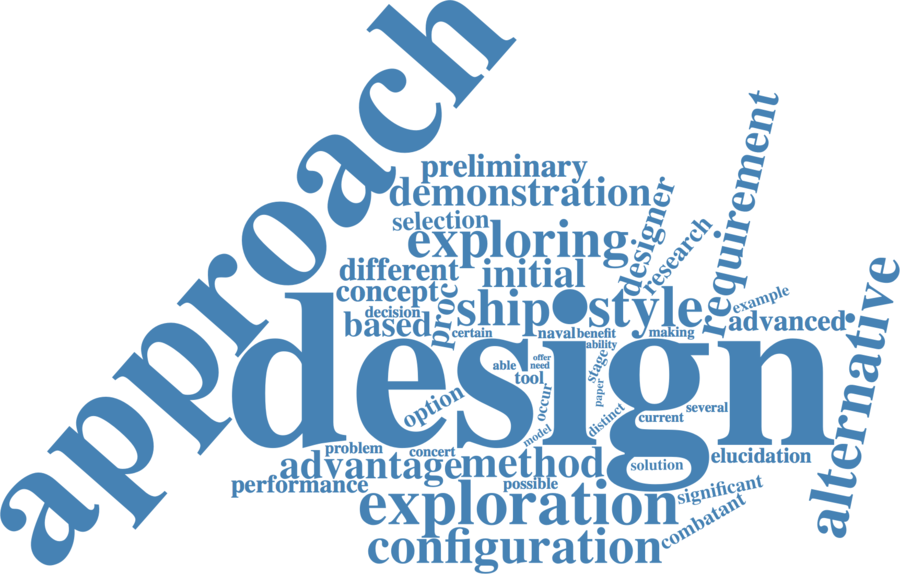 approach
preliminary
demonstration
selection
exploring
designer
research
requirement
different
initial
concept
proc
ship
style
example
decision
based
certain
naval
benefit
making
advanced
alternative
ability
design
able
offer
need
tool
stage
paper
option
occur
model
distinct
current
several
problem
concert
advantage
method
solution
elucidation
performance
possible
exploration
significant
combatant
configuration